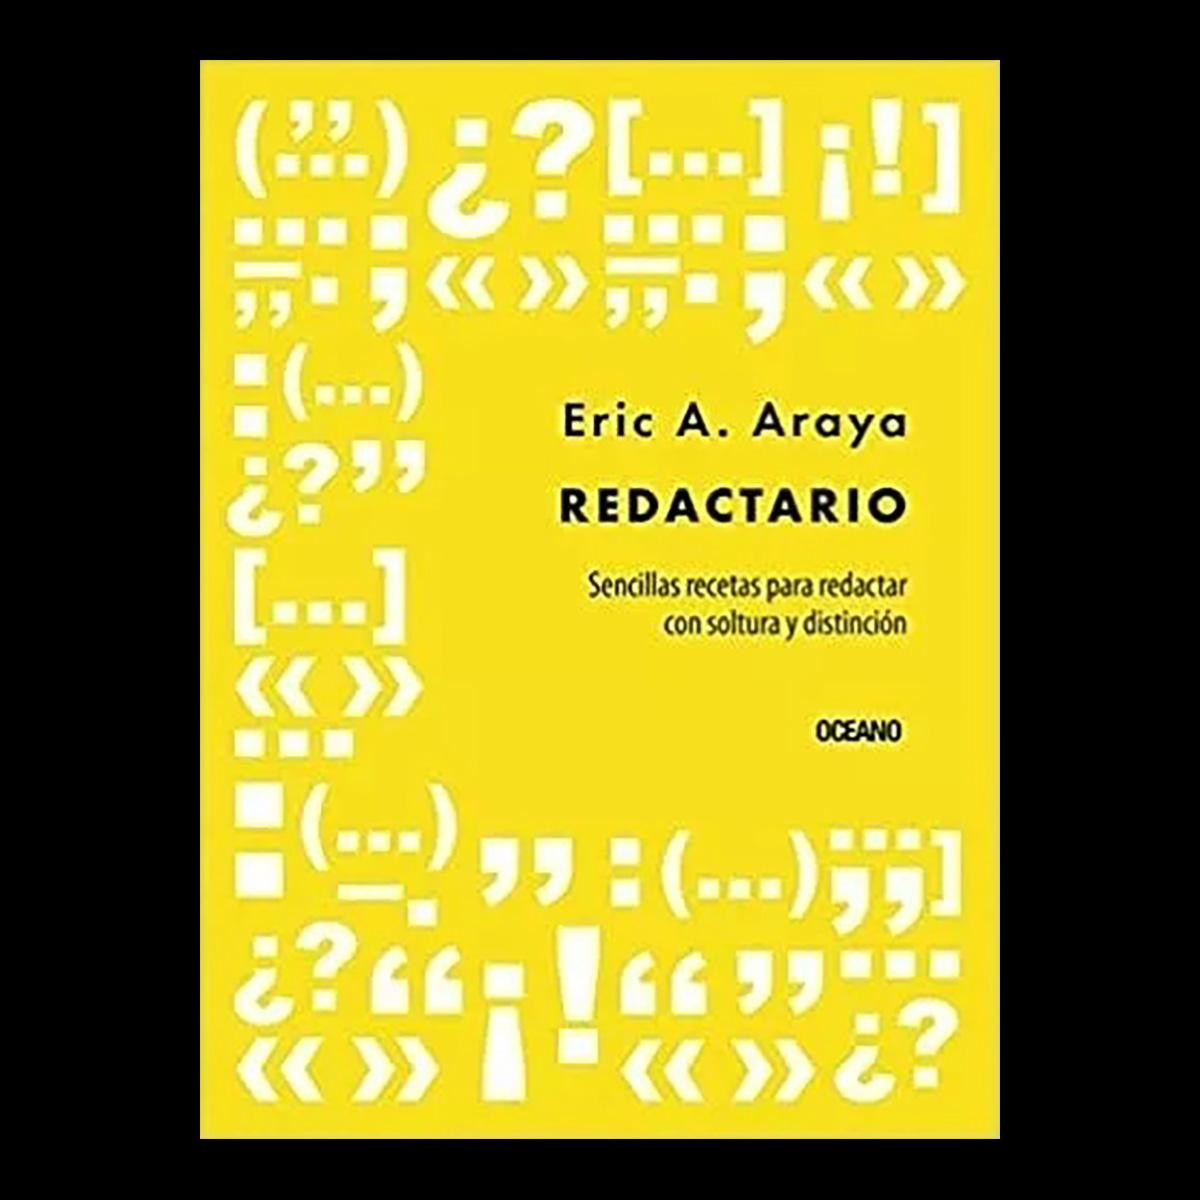 Eric A. Araya
REDACTARIO
Sencillas recetas para redactar
con soltura y distinción
OCEANO